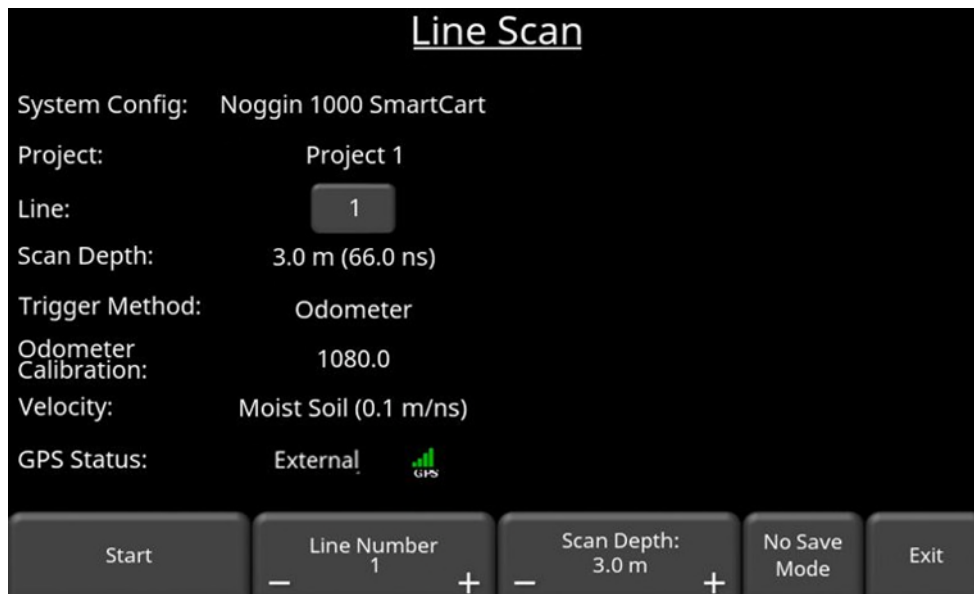 Line Scan
System Config: Noggin 1000 SmartCart
Project: Project 1
Line: 1
Scan Depth: 3.0 m (66.0 ns)
Trigger Method: Odometer
Odometer
Calibration: 1080.0
Velocity: Moist Soil (0.1 m/ns)
GPS Status: External GPS
Start
Line Number
1
− +
Scan Depth:
3.0 m
− +
No Save
Mode
Exit